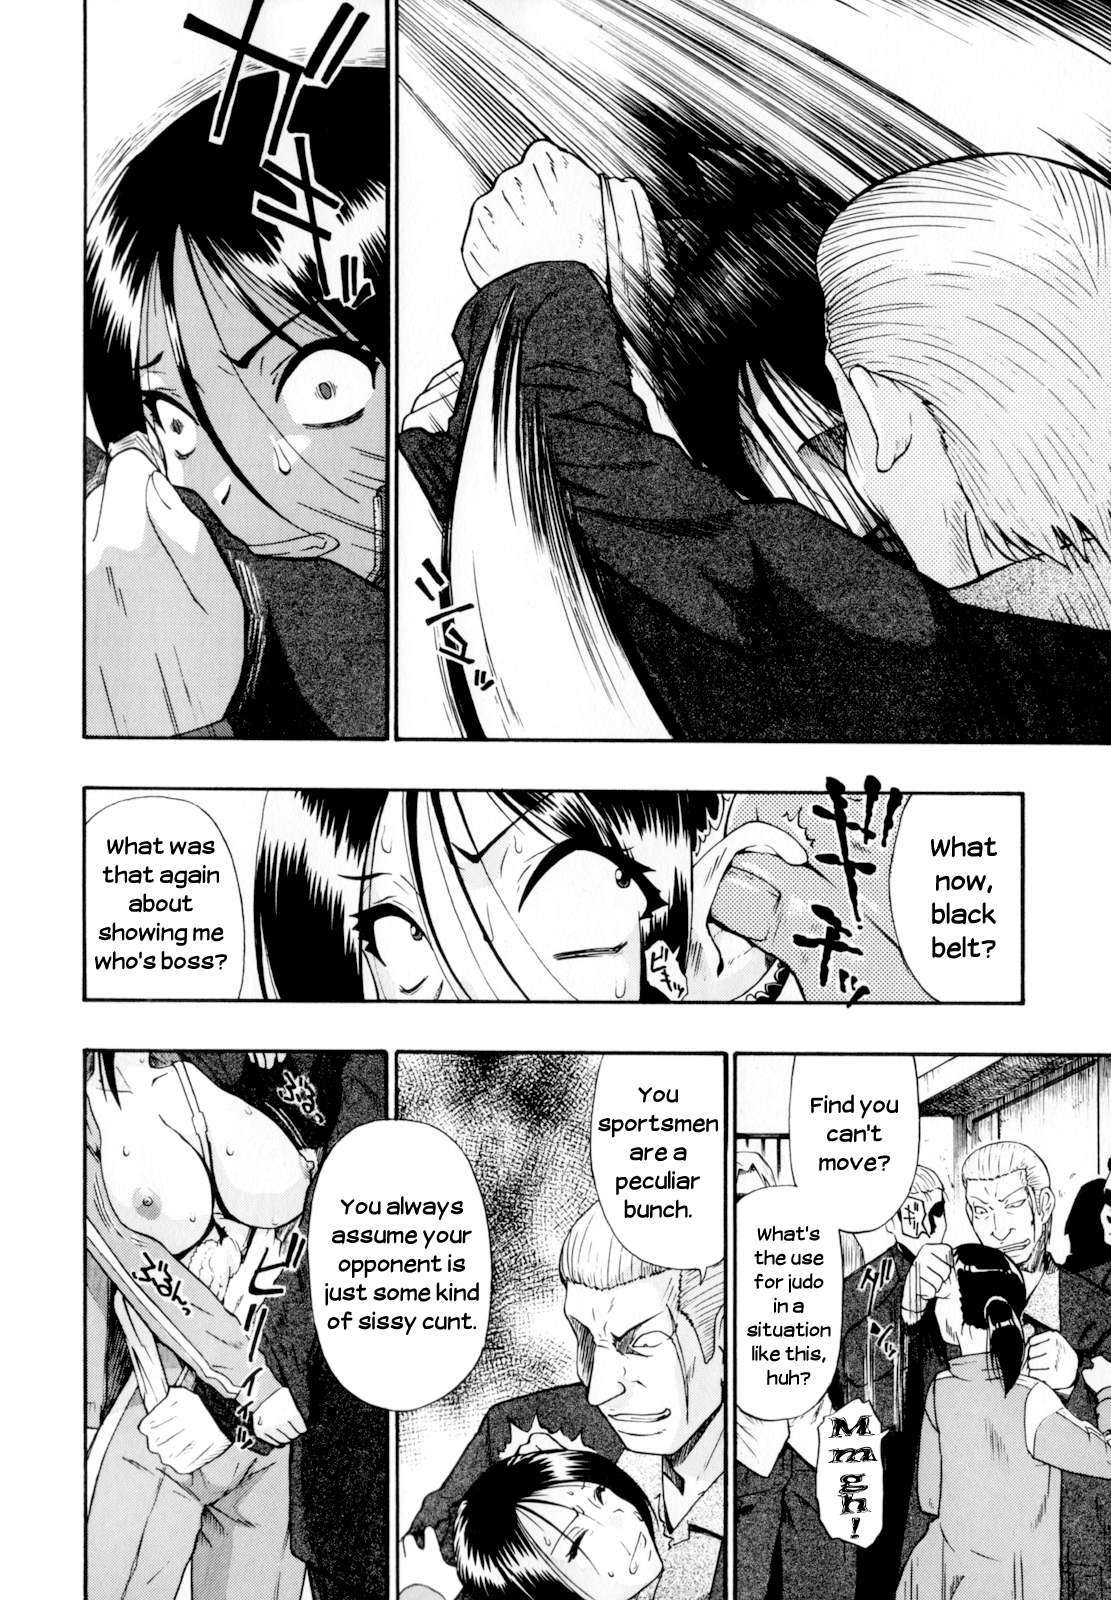 What
now,
black
belt?
What was
that again
about
showing me
who's boss?
Find you
can't
move?
What's
the use
for judo
in a
situation
like this,
huh?
Mmgh!
You
sportsmen
are a
peculiar
bunch.
You always
assume your
opponent is
just some kind
of sissy cunt.